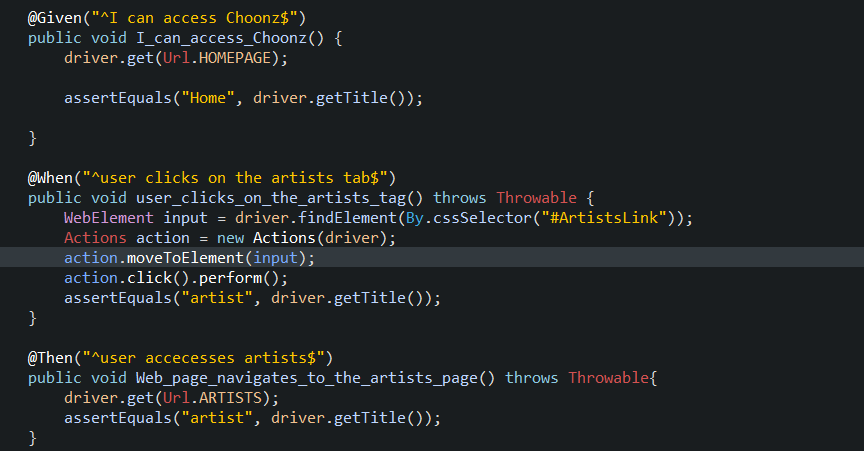 @Given("^I can access Choonz$")
public void I_can_access_Choonz() {
driver.get(Url.HOMEPAGE);
assertEquals("Home", driver.getTitle());
}
@When("^user clicks on the artists tab$")
public void user_clicks_on_the_artists_tag() throws Throwable {
WebElement input = driver.findElement(By.cssSelector("#ArtistsLink"));
Actions action = new Actions(driver);
action.moveToElement(input);
action.click().perform();
assertEquals("artist", driver.getTitle());
}
@Then("^user accecesses artists$")
public void Web_page_navigates_to_the_artists_page() throws Throwable{
driver.get(Url.ARTISTS);
assertEquals("artist", driver.getTitle());
}